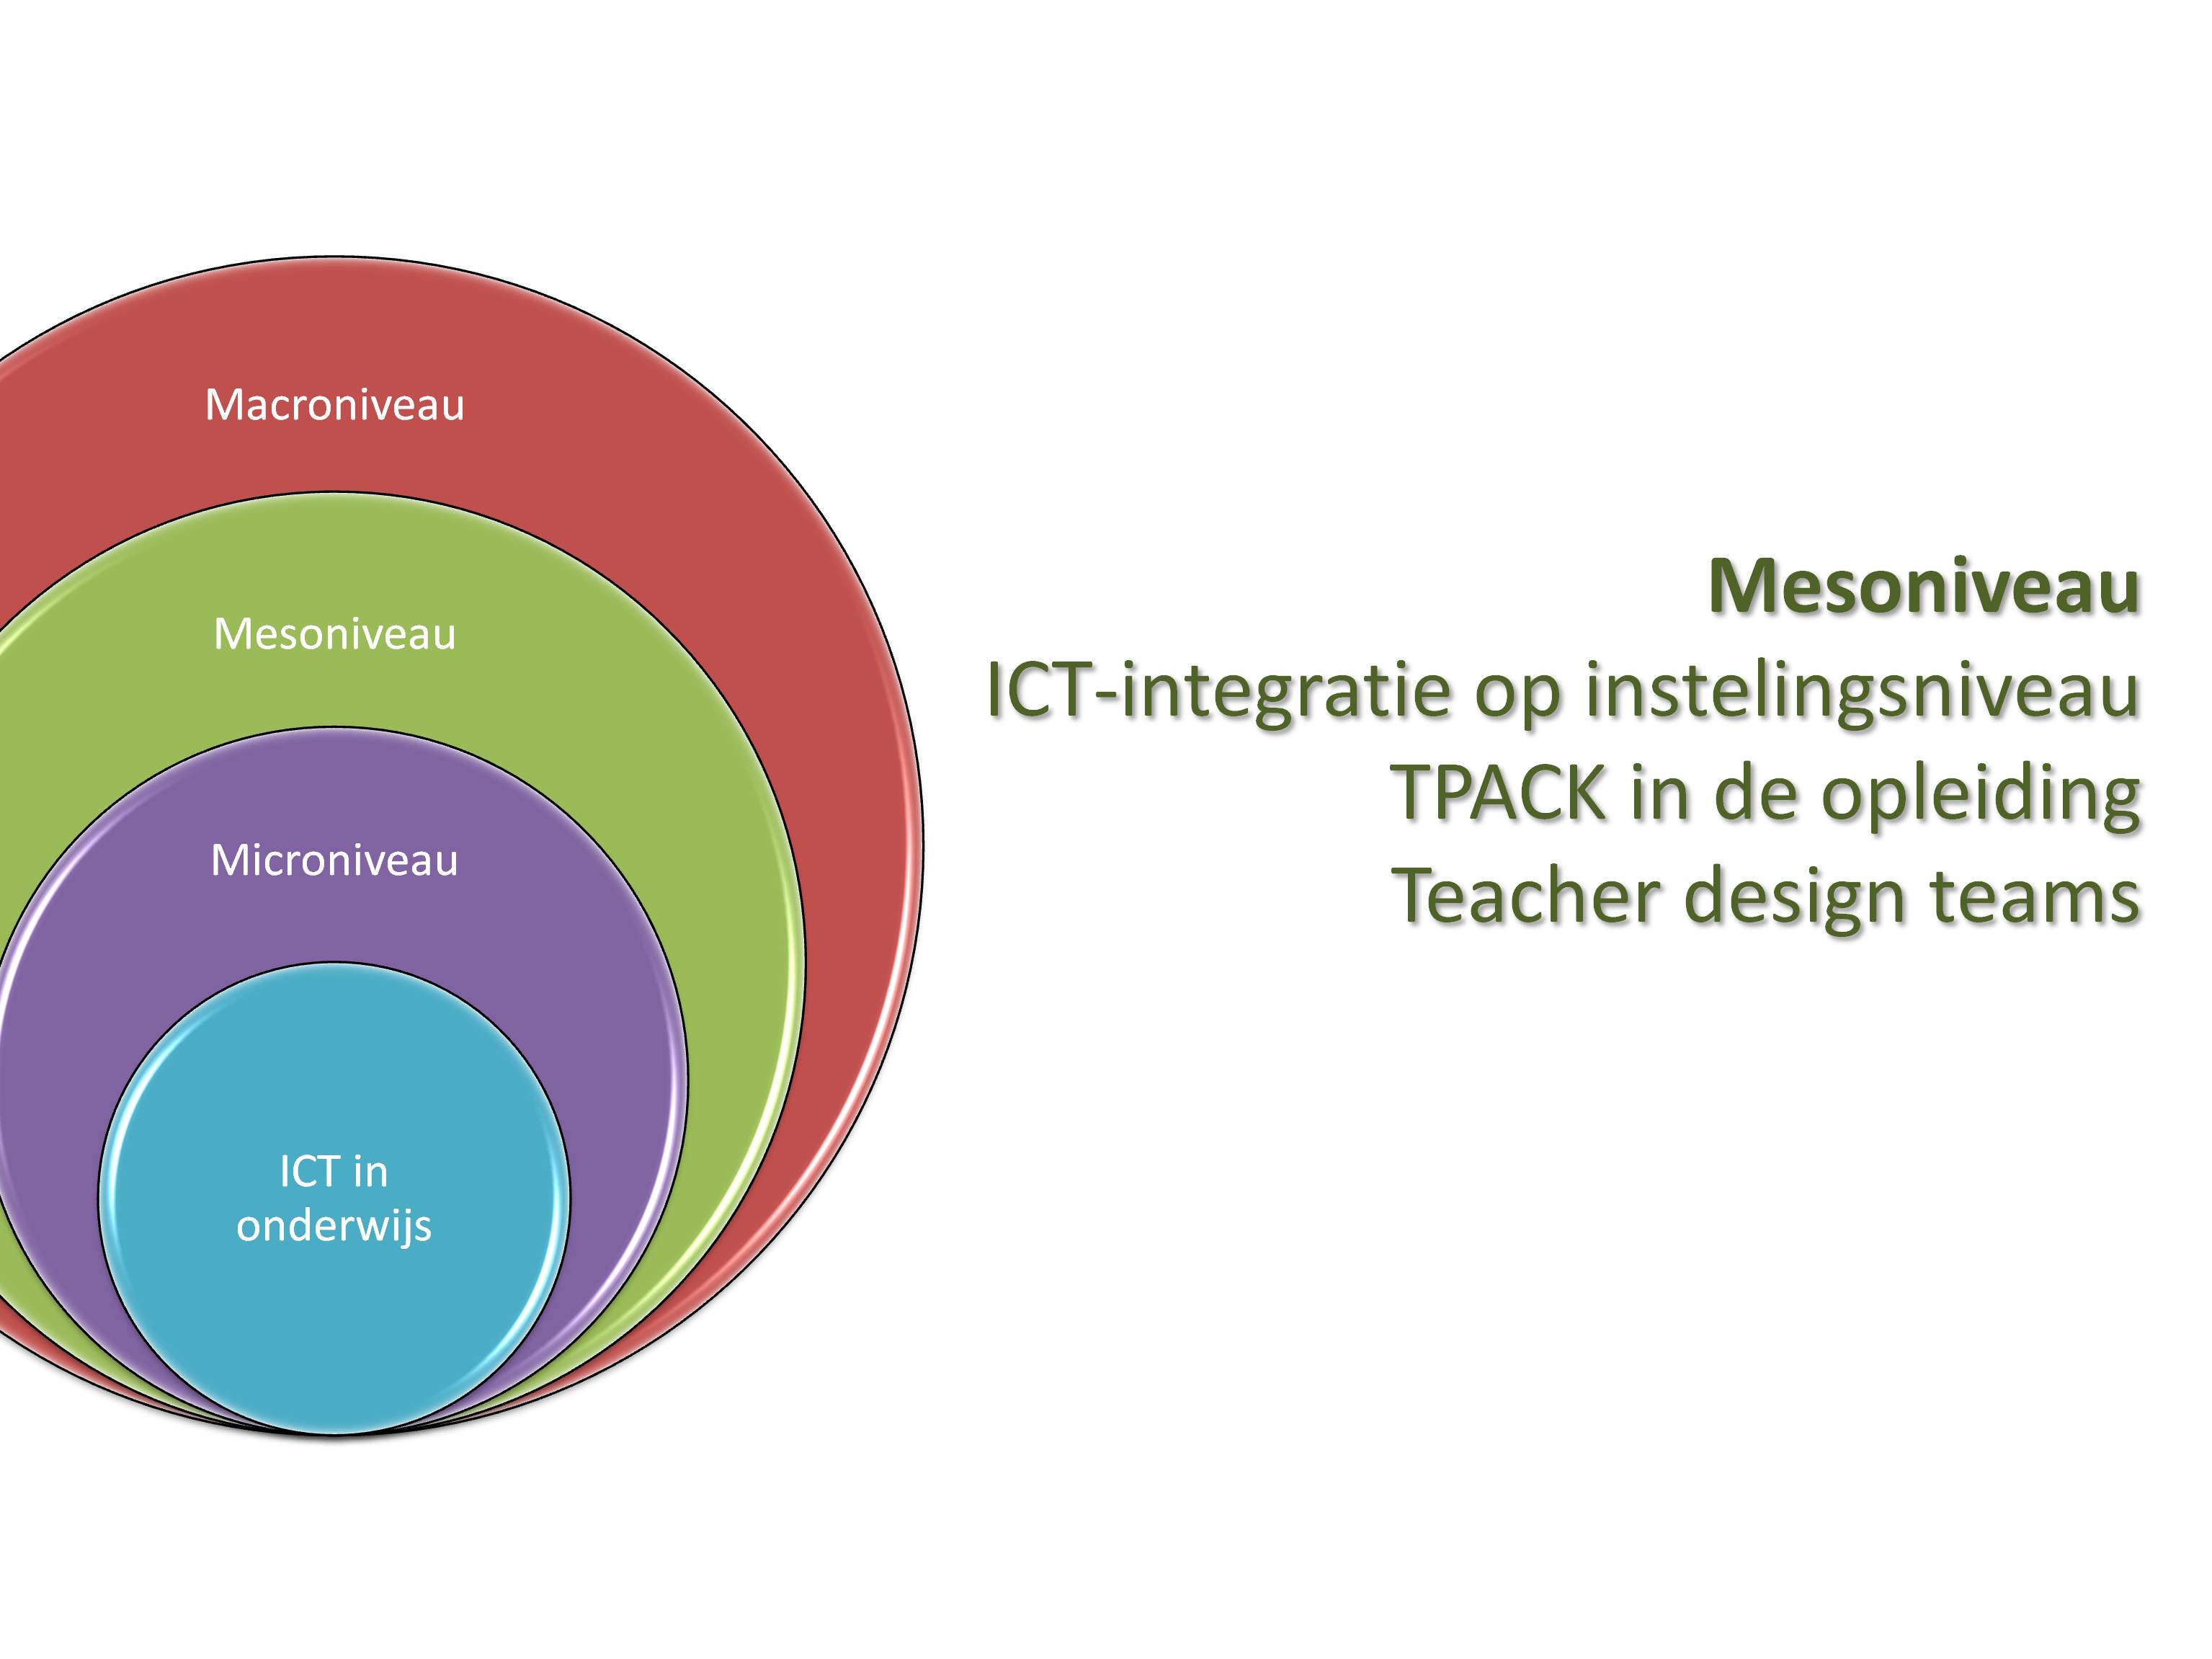 Macroniveau
Mesoniveau
Microniveau
ICT in
onderwijs
Mesoniveau
ICT-integratie op instelingsniveau
TPACK in de opleiding
Teacher design teams